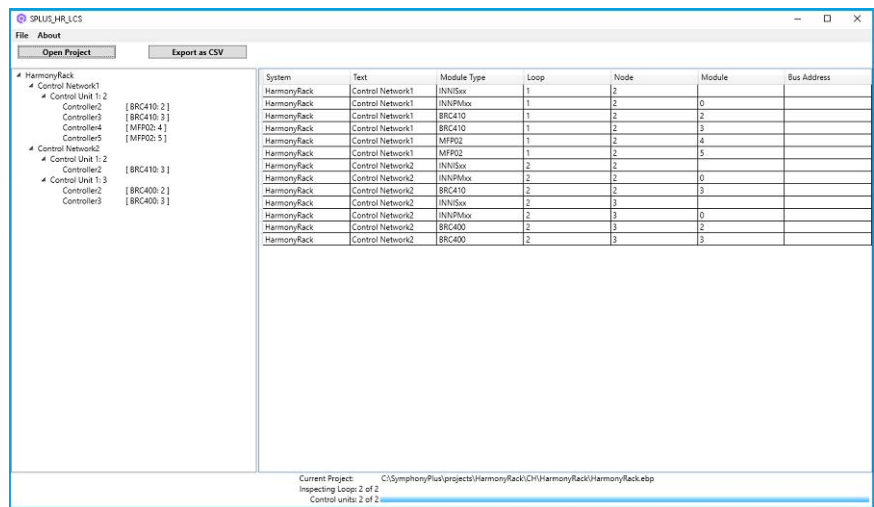 SPLUS_HR_LCS
File About
Open Project Export as CSV
HarmonyRack
Control Network1
Control Unit 1: 2
Controller2 [ BRC410: 2 ]
Controller3 [ BRC410: 3 ]
Controller4 [ MFP02: 4 ]
Controller5 [ MFP02: 5 ]
Control Network2
Control Unit 1: 2
Controller2 [ BRC410: 3 ]
Control Unit 1: 3
Controller2 [ BRC400: 2 ]
Controller3 [ BRC400: 3 ]
System Text Module Type Loop Node Module Bus Address
HarmonyRack Control Network1 INNISxx 1 2
HarmonyRack Control Network1 INNPMxx 1 2 0
HarmonyRack Control Network1 BRC410 1 2 2
HarmonyRack Control Network1 BRC410 1 2 3
HarmonyRack Control Network1 MFP02 1 2 4
HarmonyRack Control Network1 MFP02 1 2 5
HarmonyRack Control Network2 INNISxx 2 2
HarmonyRack Control Network2 INNPMxx 2 2 0
HarmonyRack Control Network2 BRC410 2 2 3
HarmonyRack Control Network2 INNISxx 2 3
HarmonyRack Control Network2 INNPMxx 2 3 0
HarmonyRack Control Network2 BRC400 2 3 2
HarmonyRack Control Network2 BRC400 2 3 3
Current Project: C:\SymphonyPlus\projects\HarmonyRack\CH\HarmonyRack\HarmonyRack.ebp
Inspecting Loop: 2 of 2
Control units: 2 of 2